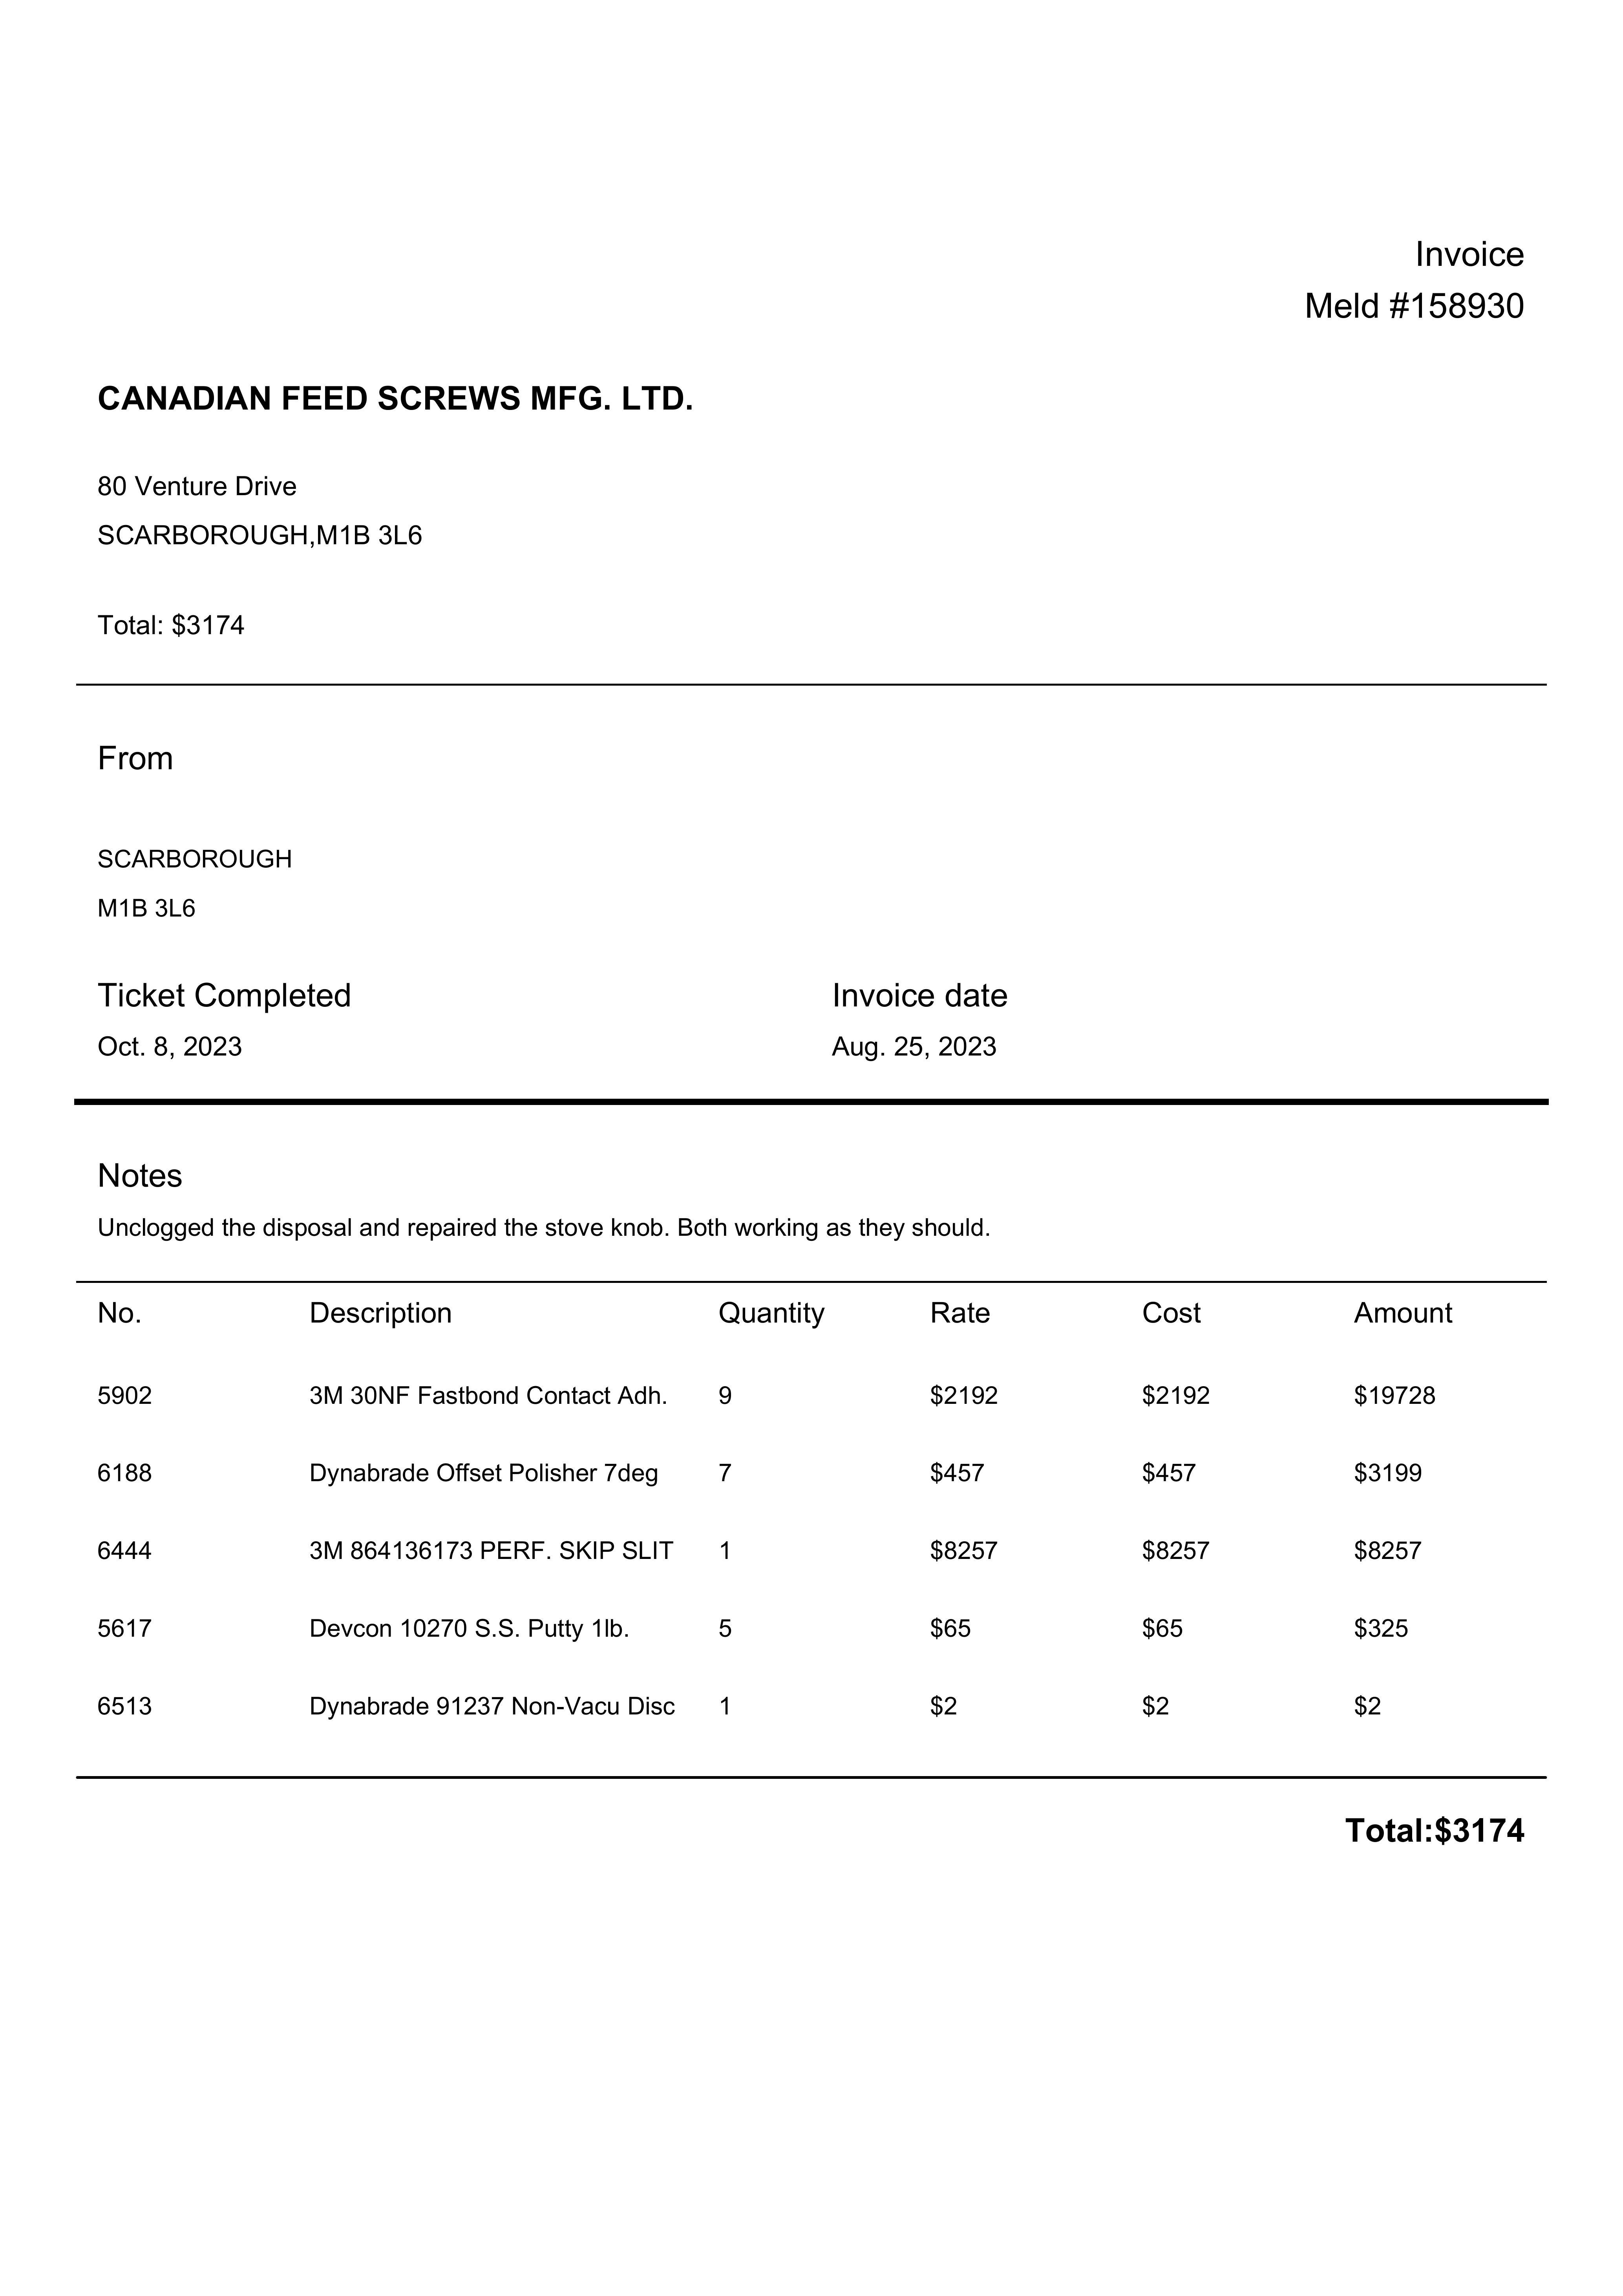 Invoice
Meld #158930
CANADIAN FEED SCREWS MFG. LTD.
80 Venture Drive
SCARBOROUGH,M1B 3L6
Total: $3174
From
SCARBOROUGH
M1B 3L6
Ticket Completed Invoice date
Oct. 8, 2023 Aug. 25, 2023
Notes
Unclogged the disposal and repaired the stove knob. Both working as they should.
No. Description Quantity Rate Cost Amount
5902 3M 30NF Fastbond Contact Adh. 9 $2192 $2192 $19728
6188 Dynabrade Offset Polisher 7deg 7 $457 $457 $3199
6444 3M 864136173 PERF. SKIP SLIT 1 $8257 $8257 $8257
5617 Devcon 10270 S.S. Putty 1lb. 5 $65 $65 $325
6513 Dynabrade 91237 Non-Vacu Disc 1 $2 $2 $2
Total:$3174